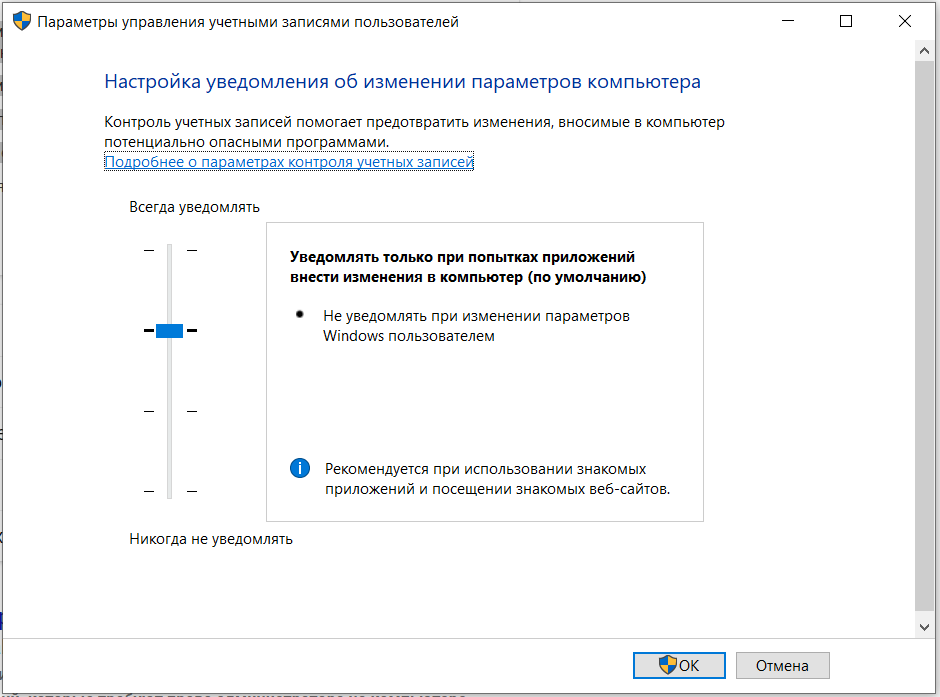 Параметры управления учетными записями пользователей
Настройка уведомления об изменении параметров компьютера
Контроль учетных записей помогает предотвратить изменения, вносимые в компьютер
потенциально опасными программами.
Подробнее о параметрах контроля учетных записей
Всегда уведомлять
Уведомлять только при попытках приложений
внести изменения в компьютер (по умолчанию)
Не уведомлять при изменении параметров
Windows пользователем
Рекомендуется при использовании знакомых
приложений и посещении знакомых веб-сайтов.
Никогда не уведомлять
OK
Отмена